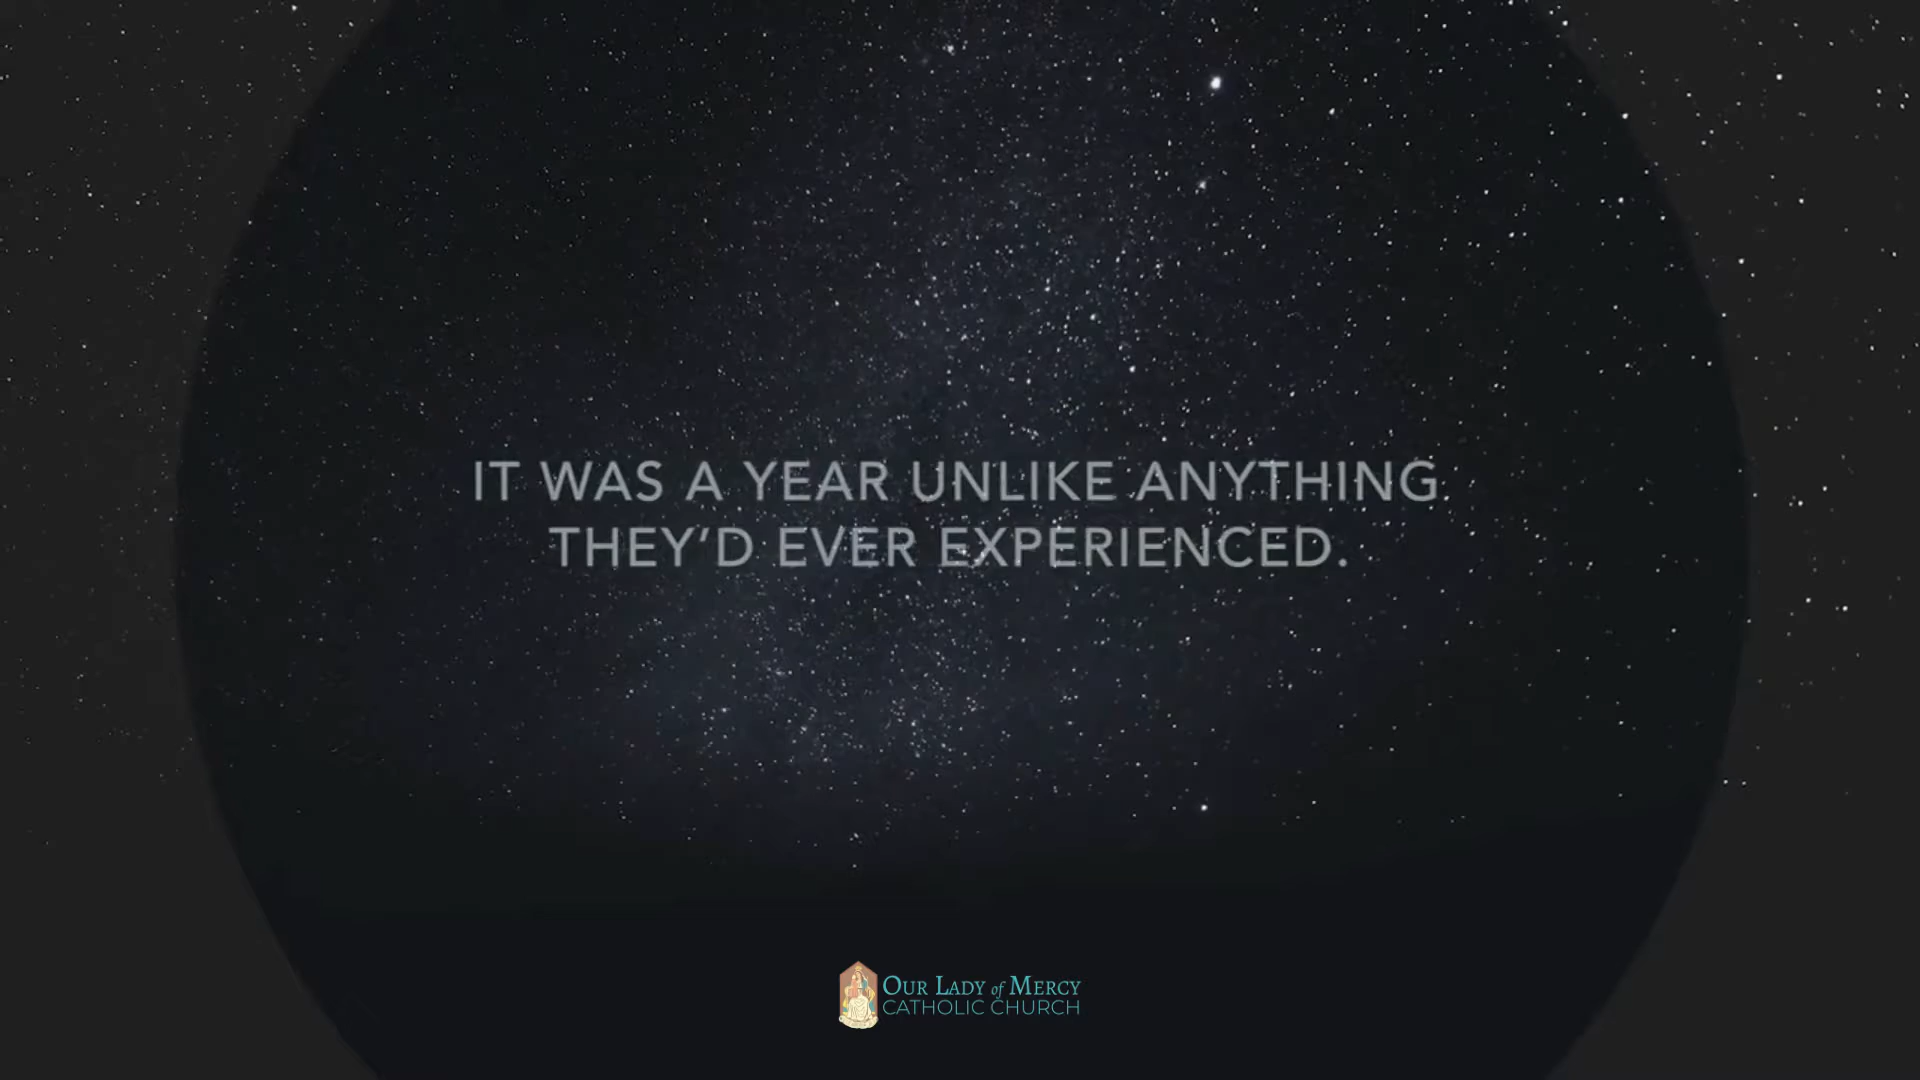 IT WAS A YEAR UNLIKE ANYTHING
THEY'D EVER EXPERIENCED.
OUR LADY of MERCY
CATHOLIC CHURCH